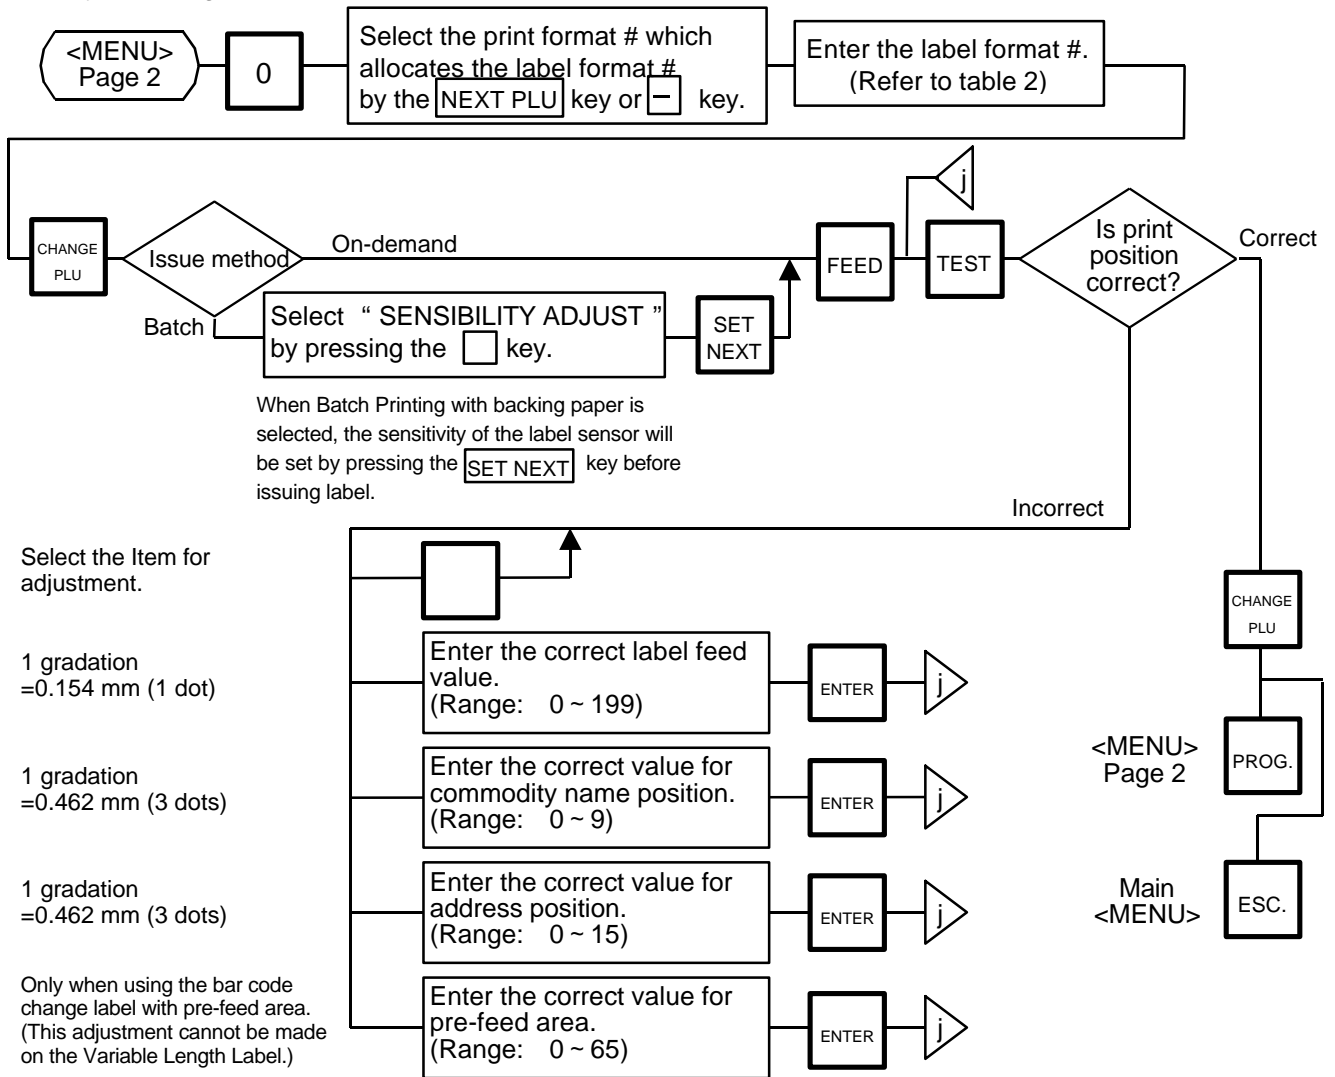 <MENU>
Page 2
0
Select the print format # which
allocates the label format #
by the NEXT PLU key or – key.
Enter the label format #.
(Refer to table 2)
j
CHANGE
PLU
Issue method
On-demand
FEED
TEST
Is print
position
correct?
Correct
Batch
Select “ SENSIBILITY ADJUST ”
by pressing the key.
SET
NEXT
When Batch Printing with backing paper is
selected, the sensitivity of the label sensor will
be set by pressing the SET NEXT key before
issuing label.
Incorrect
Select the Item for
adjustment.
CHANGE
PLU
1 gradation
=0.154 mm (1 dot)
Enter the correct label feed
value.
(Range: 0 ~ 199)
ENTER
j
<MENU>
Page 2
PROG.
1 gradation
=0.462 mm (3 dots)
Enter the correct value for
commodity name position.
(Range: 0 ~ 9)
ENTER
j
1 gradation
=0.462 mm (3 dots)
Enter the correct value for
address position.
(Range: 0 ~ 15)
ENTER
j
Main
<MENU>
ESC.
Only when using the bar code
change label with pre-feed area.
(This adjustment cannot be made
on the Variable Length Label.)
Enter the correct value for
pre-feed area.
(Range: 0 ~ 65)
ENTER
j